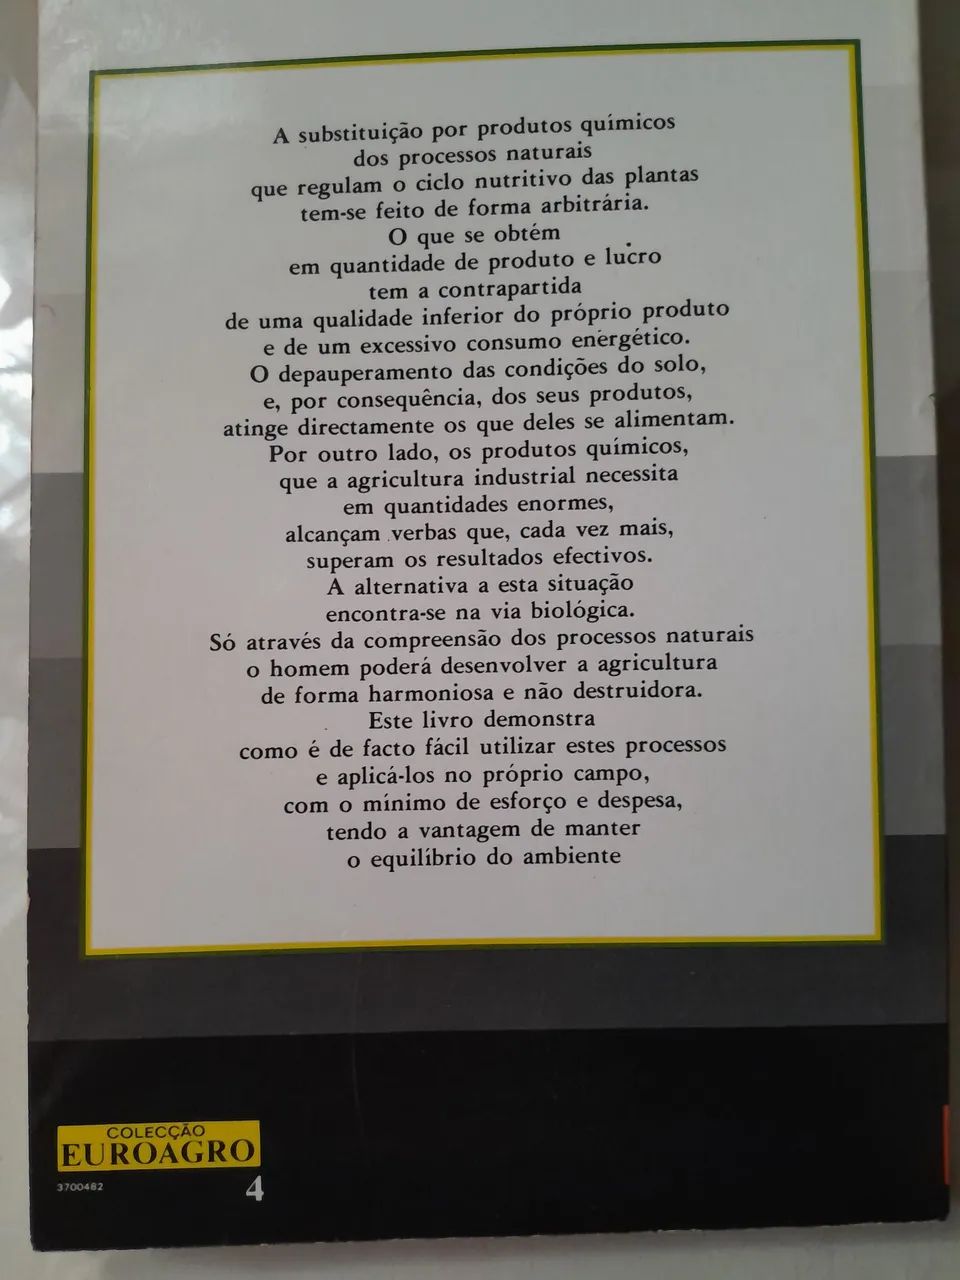 A substituição por produtos químicos
dos processos naturais
que regulam o ciclo nutritivo das plantas
tem-se feito de forma arbitrária.
O que se obtém
em quantidade de produto e lucro
tem a contrapartida
de uma qualidade inferior do próprio produto
e de um excessivo consumo energético.
O depauperamento das condições do solo,
e, por consequência, dos seus produtos,
atinge directamente os que deles se alimentam.
Por outro lado, os produtos químicos,
que a agricultura industrial necessita
em quantidades enormes,
alcançam verbas que, cada vez mais,
superam os resultados efectivos.
A alternativa a esta situação
encontra-se na via biológica.
Só através da compreensão dos processos naturais
o homem poderá desenvolver a agricultura
de forma harmoniosa e não destruidora.
Este livro demonstra
como é de facto fácil utilizar estes processos
e aplicá-los no próprio campo,
com o mínimo de esforço e despesa,
tendo a vantagem de manter
o equilíbrio do ambiente
COLECÇÃO
EUROAGRO
3700482
4